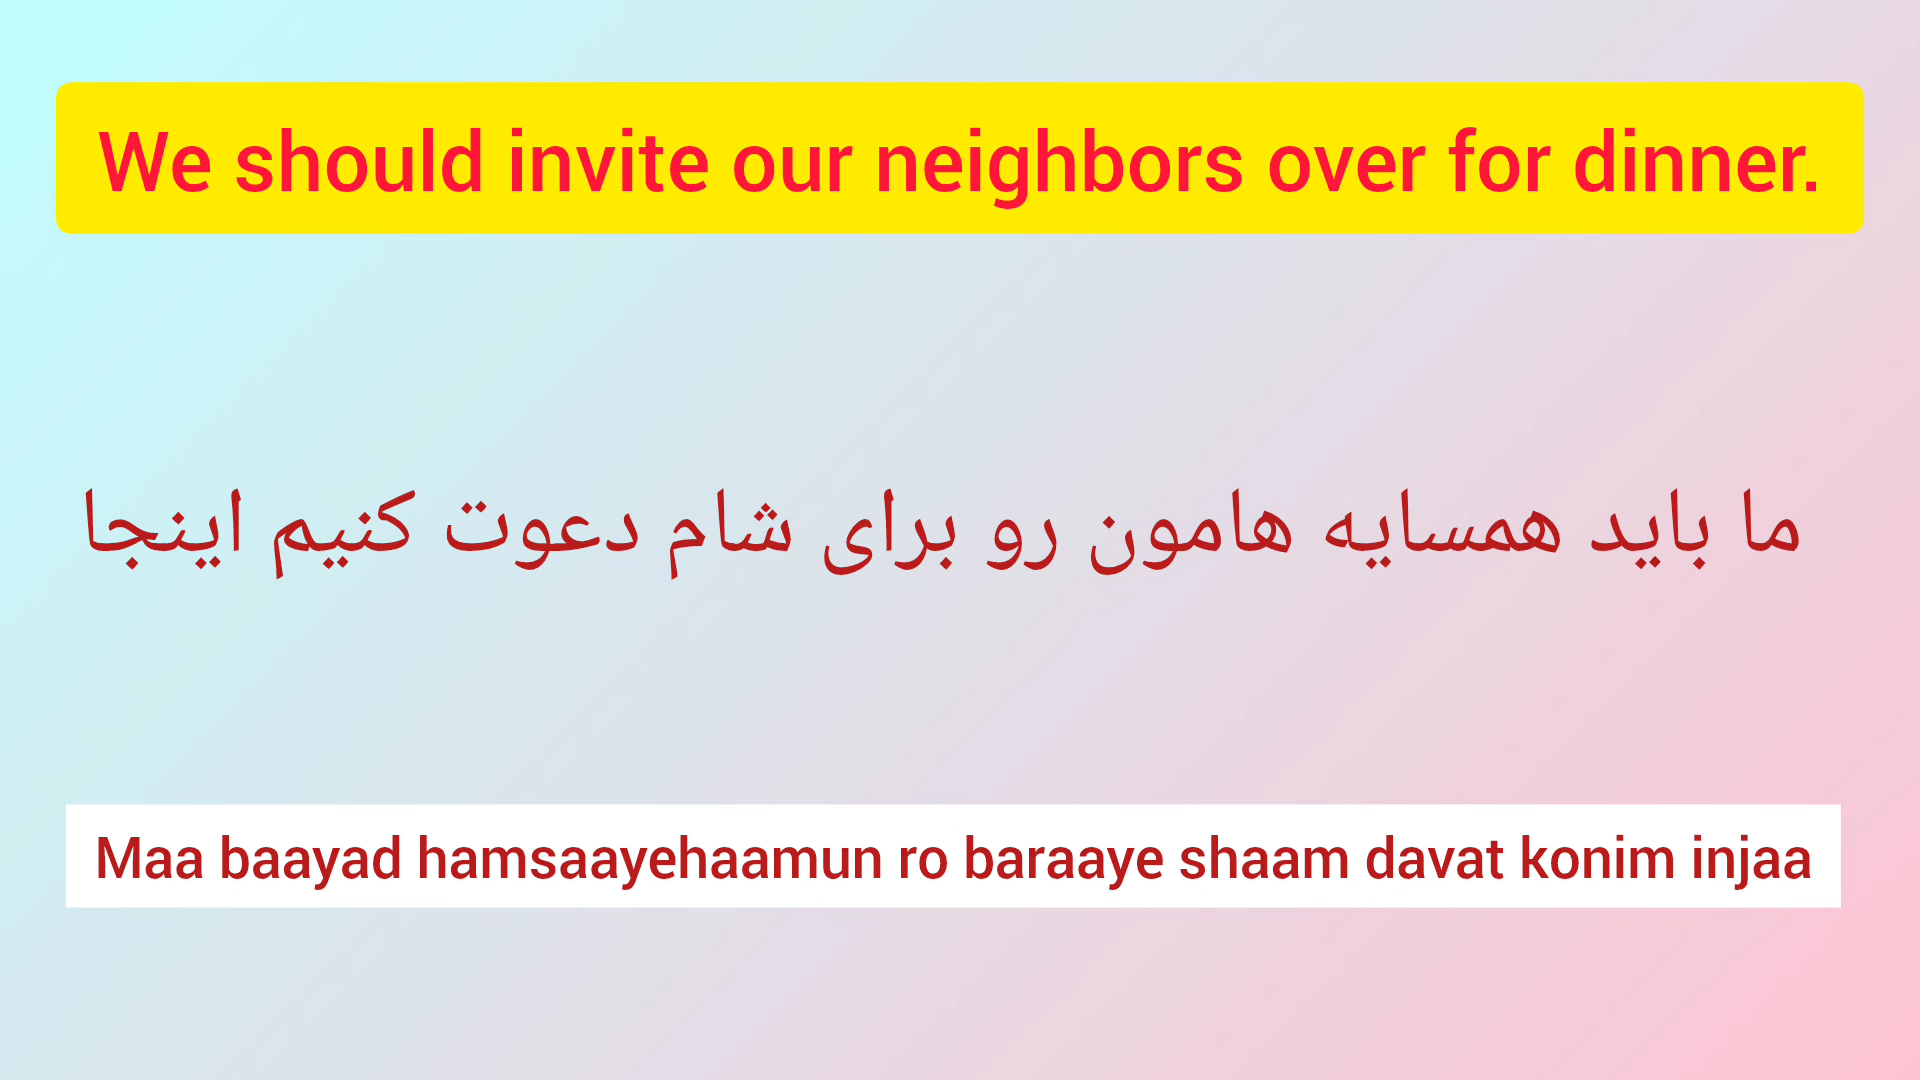 We should invite our neighbors over for dinner.
ما باید همسایه هامون رو برای شام دعوت کنیم اینجا
Maa baayad hamsaayehaamun ro baraaye shaam davat konim injaa